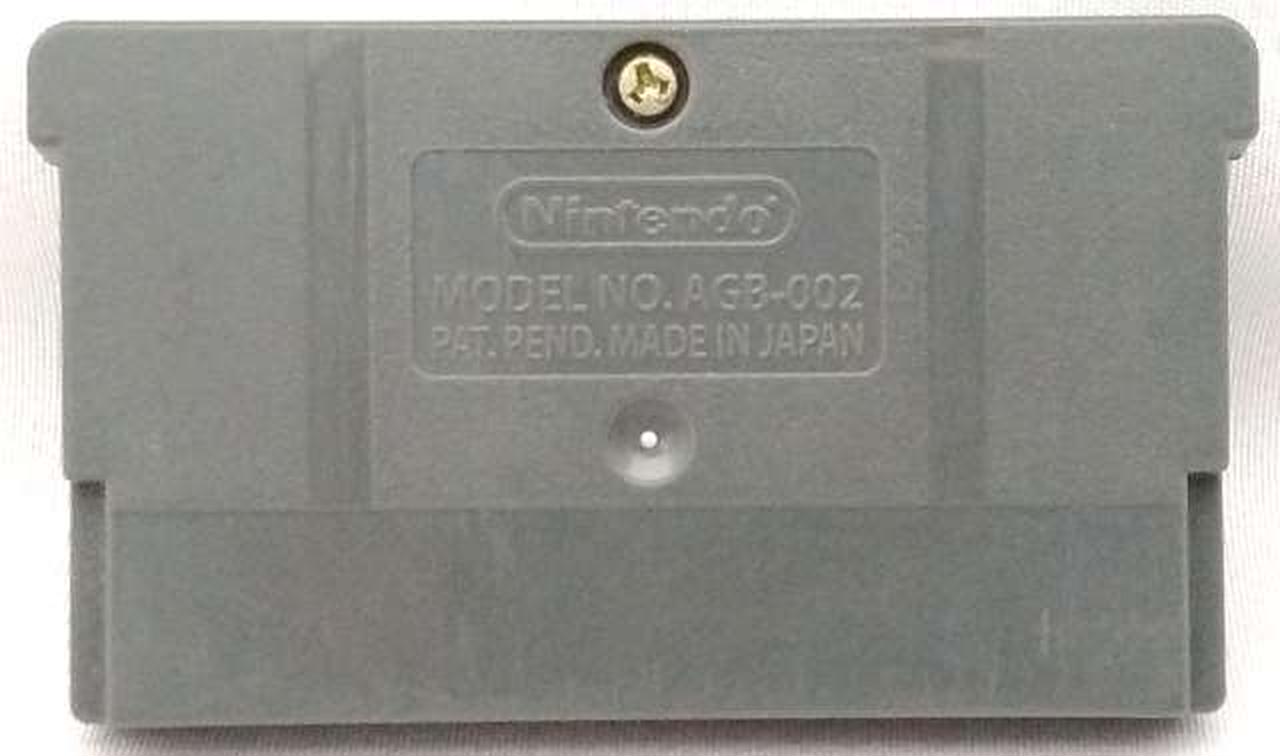 Nintendo
MODEL NO. AGB-002
PAT. PEND. MADE IN JAPAN